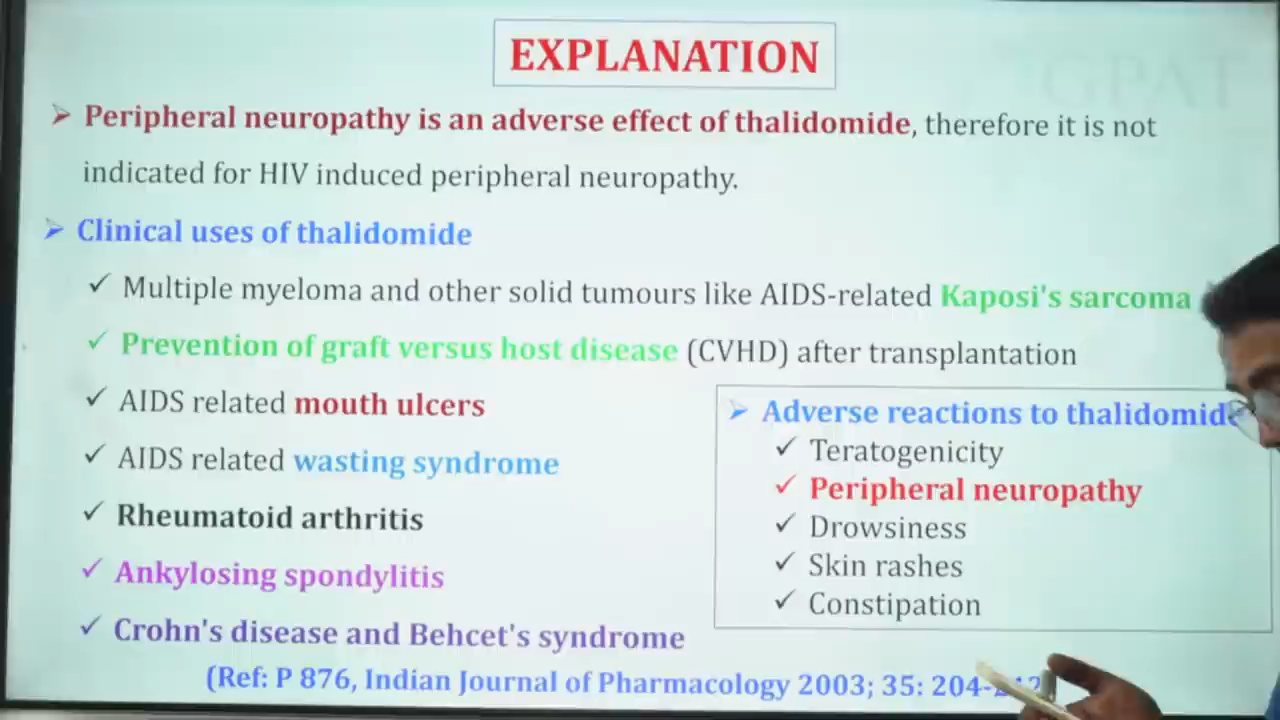 GPAT
EXPLANATION
➢ Peripheral neuropathy is an adverse effect of thalidomide, therefore it is not
indicated for HIV induced peripheral neuropathy.
➢ Clinical uses of thalidomide
✓ Multiple myeloma and other solid tumours like AIDS-related Kaposi's sarcoma
✓ Prevention of graft versus host disease (CVHD) after transplantation
✓ AIDS related mouth ulcers
✓ AIDS related wasting syndrome
✓ Rheumatoid arthritis
✓ Ankylosing spondylitis
✓ Crohn's disease and Behcet's syndrome
➢ Adverse reactions to thalidomide
✓ Teratogenicity
✓ Peripheral neuropathy
✓ Drowsiness
✓ Skin rashes
✓ Constipation
(Ref: P 876, Indian Journal of Pharmacology 2003; 35: 204-